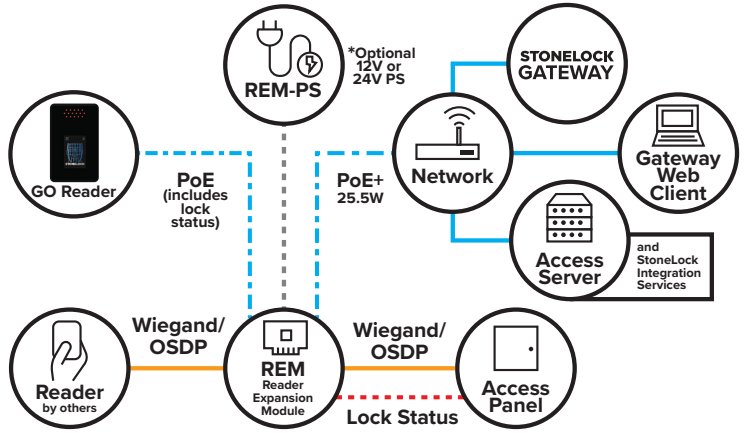 REM-PS
*Optional
12V or
24V PS
STONELOCK
GATEWAY
GO Reader
PoE
(includes
lock
status)
PoE+
25.5W
Network
Gateway
Web
Client
Access
Server
and
StoneLock
Integration
Services
Wiegand/
OSDP
Wiegand/
OSDP
Reader
by others
REM
Reader
Expansion
Module
Access
Panel
Lock Status